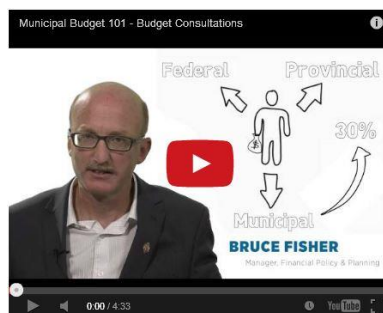 Municipal Budget 101 - Budget Consultations
Federal
Provincial
30%
Municipal
BRUCE FISHER
Manager, Financial Policy & Planning
0:00 / 4:33
YouTube